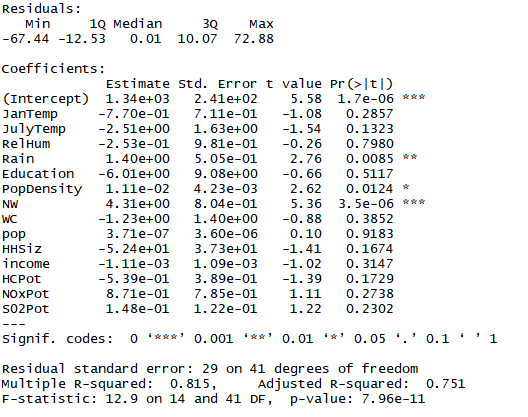 Residuals:
   Min     1Q Median     3Q    Max
-67.44 -12.53   0.01  10.07  72.88

Coefficients:
              Estimate Std. Error t value Pr(>|t|)
(Intercept)  1.34e+03   2.41e+02    5.58  1.7e-06 ***
JanTemp     -7.70e-01   7.11e-01   -1.08   0.2857
JulyTemp    -2.51e+00   1.63e+00   -1.54   0.1323
RelHum      -2.53e-01   9.81e-01   -0.26   0.7980
Rain         1.40e+00   5.05e-01    2.76   0.0085 **
Education   -6.01e+00   9.08e+00   -0.66   0.5117
PopDensity   1.11e-02   4.23e-03    2.62   0.0124 *
NW           4.31e+00   8.04e-01    5.36  3.5e-06 ***
WC          -1.23e+00   1.40e+00   -0.88   0.3852
pop          3.71e-07   3.60e-06    0.10   0.9183
HHSiz       -5.24e+01   3.73e+01   -1.41   0.1674
income      -1.11e-03   1.09e-03   -1.02   0.3147
HCPot       -5.39e-01   3.89e-01   -1.39   0.1729
NOxPot       8.71e-01   7.85e-01    1.11   0.2738
SO2Pot       1.48e-01   1.22e-01    1.22   0.2302
---
Signif. codes:  0 ‘***’ 0.001 ‘**’ 0.01 ‘*’ 0.05 ‘.’ 0.1 ‘ ’ 1

Residual standard error: 29 on 41 degrees of freedom
Multiple R-squared:  0.815,     Adjusted R-squared:  0.751
F-statistic: 12.9 on 14 and 41 DF,  p-value: 7.96e-11